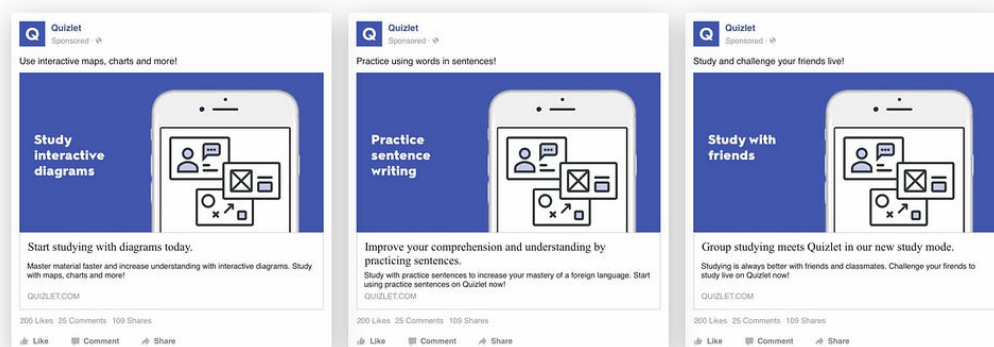 Quizlet
Sponsored ·
Use interactive maps, charts and more!
Study
interactive
diagrams
Start studying with diagrams today.
Master material faster and increase understanding with interactive diagrams. Study
with maps, charts and more!
QUIZLET.COM
200 Likes 25 Comments 109 Shares
Like Comment Share
Quizlet
Sponsored ·
Practice using words in sentences!
Practice
sentence
writing
Improve your comprehension and understanding by
practicing sentences.
Study with practice sentences to increase your mastery of a foreign language. Start
using practice sentences on Quizlet now!
QUIZLET.COM
200 Likes 25 Comments 109 Shares
Like Comment Share
Quizlet
Sponsored ·
Study and challenge your friends live!
Study with
friends
Group studying meets Quizlet in our new study mode.
Studying is always better with friends and classmates. Challenge your firends to
study live on Quizlet now!
QUIZLET.COM
200 Likes 25 Comments 109 Shares
Like Comment Share